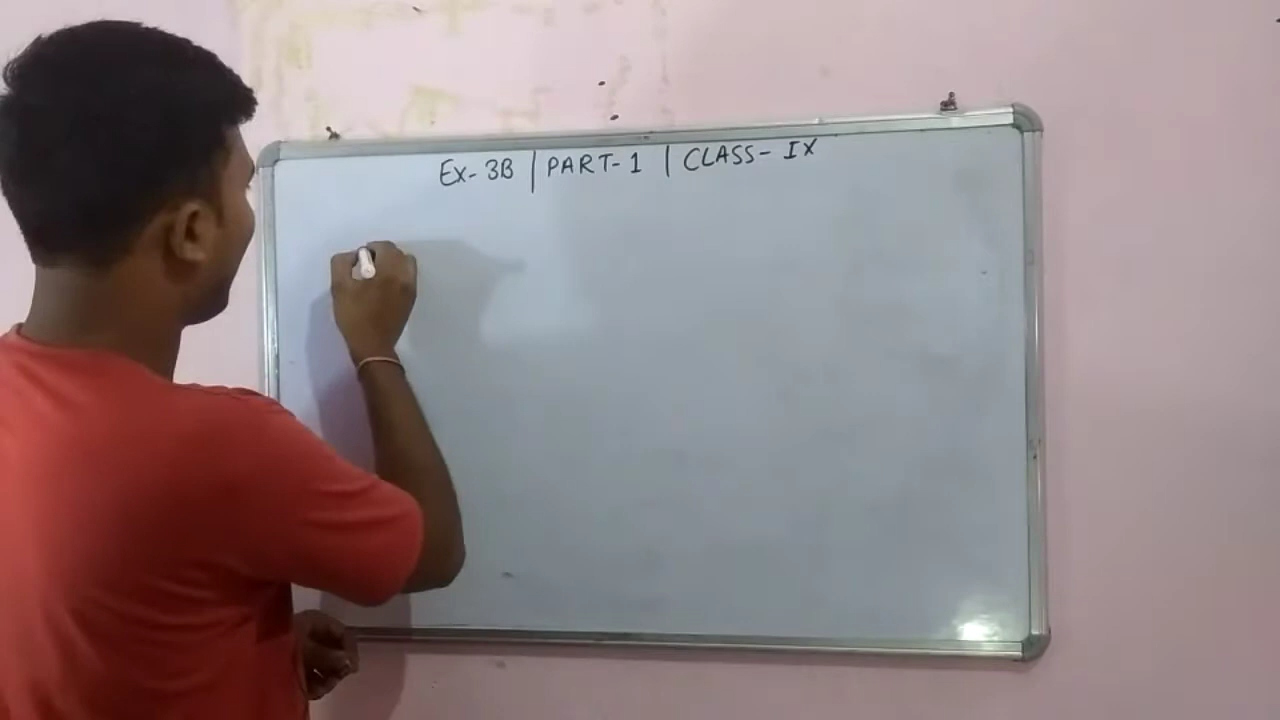 Ex- 3B | PART- 1 | CLASS- IX